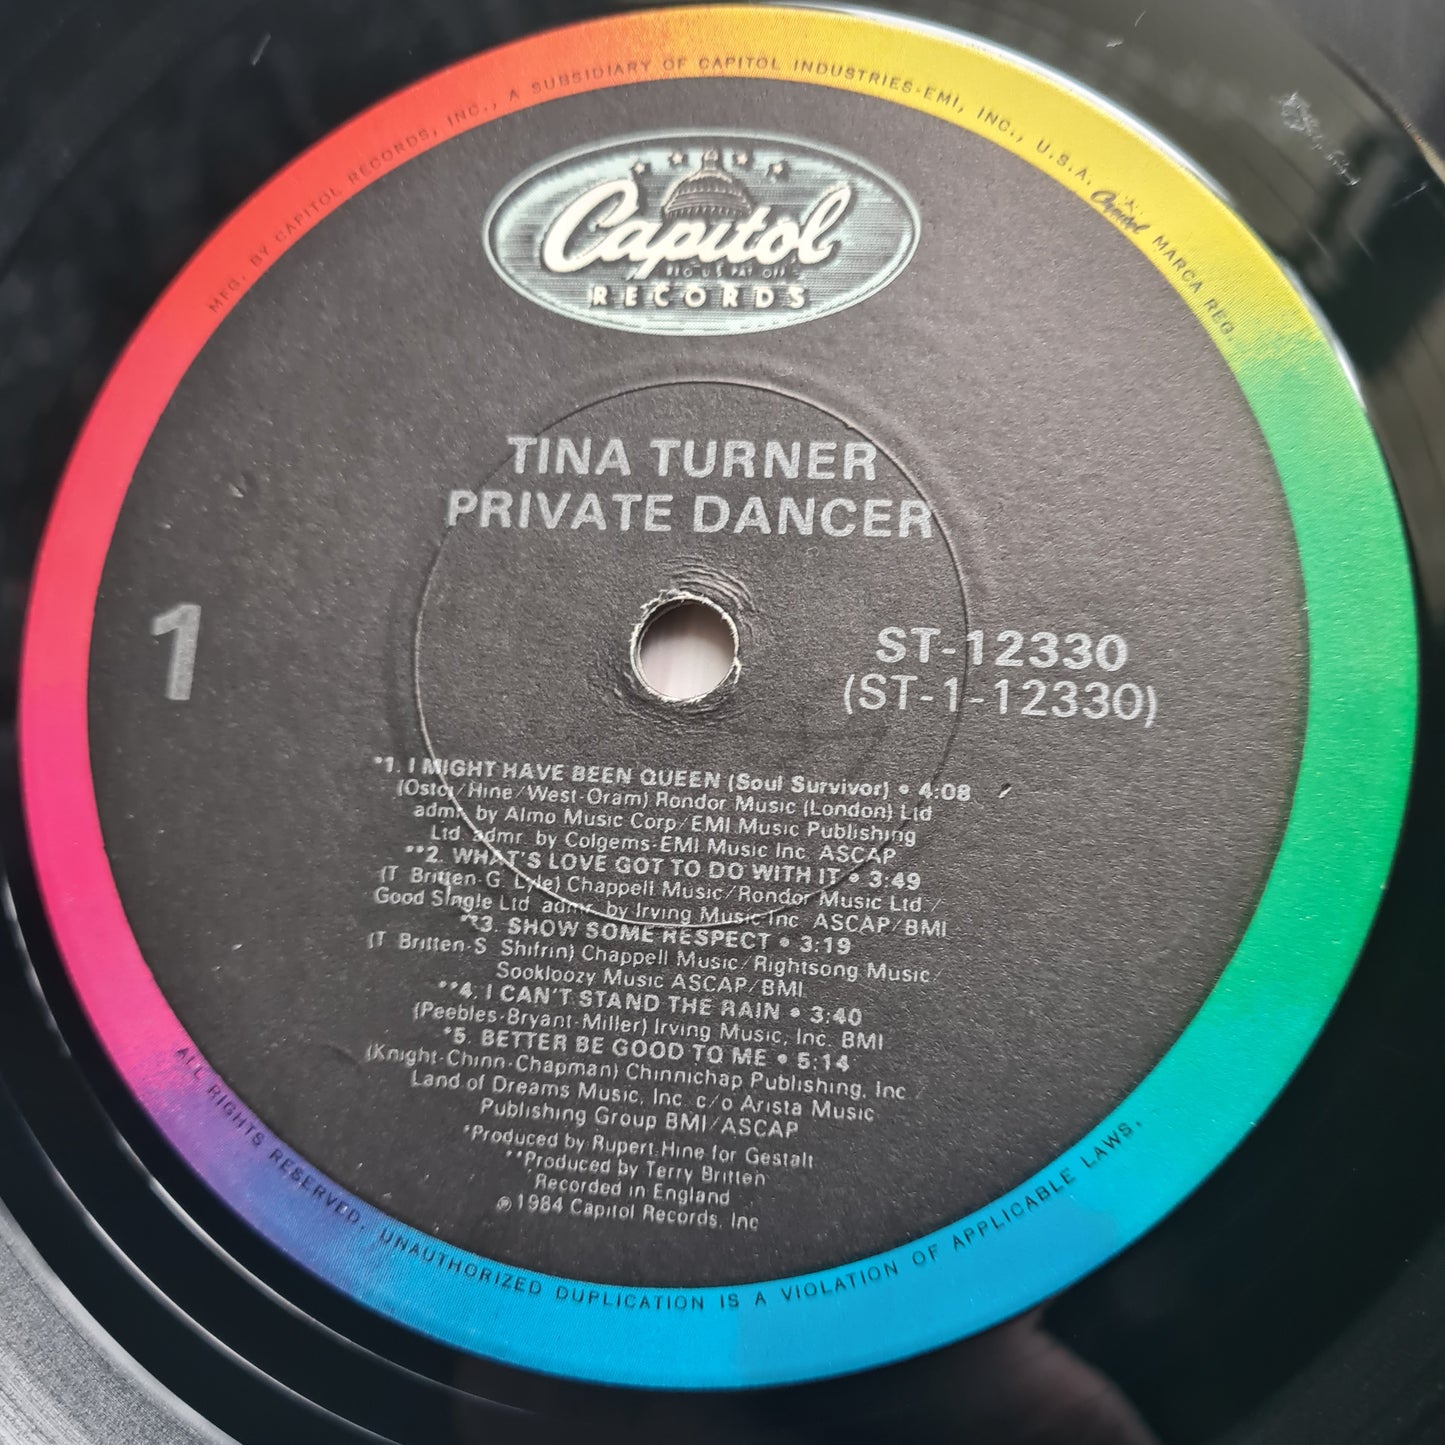 MFG. BY CAPITOL RECORDS, INC., A SUBSIDIARY OF CAPITOL INDUSTRIES-EMI, INC., U.S.A. Capitol MARCA REG
Capitol
REG US PAT OFF
RECORDS
TINA TURNER
PRIVATE DANCER
1
ST-12330
(ST-1-12330)
*1. I MIGHT HAVE BEEN QUEEN (Soul Survivor) • 4:08
(Osto/Hine/West-Oram) Rondor Music (London) Ltd
admr. by Almo Music Corp/EMI Music Publishing
Ltd. admr. by Colgems-EMI Music Inc. ASCAP
**2. WHAT'S LOVE GOT TO DO WITH IT • 3:49
(T. Britten-G. Lyle) Chappell Music/Rondor Music Ltd /
Good Single Ltd. admr. by Irving Music Inc. ASCAP/BMI
**3. SHOW SOME RESPECT • 3:19
(T. Britten-S. Shifrin) Chappell Music/Rightsong Music/
Sookloozy Music ASCAP/BMI
**4. I CAN'T STAND THE RAIN • 3:40
(Peebles-Bryant-Miller) Irving Music, Inc. BMI
*5. BETTER BE GOOD TO ME • 5:14
(Knight-Chinn-Chapman) Chinnichap Publishing, Inc /
Land of Dreams Music, Inc. c/o Arista Music
Publishing Group BMI/ASCAP
*Produced by Rupert Hine for Gestalt
**Produced by Terry Britten
Recorded in England
℗ 1984 Capitol Records, Inc
ALL RIGHTS RESERVED. UNAUTHORIZED DUPLICATION IS A VIOLATION OF APPLICABLE LAWS.